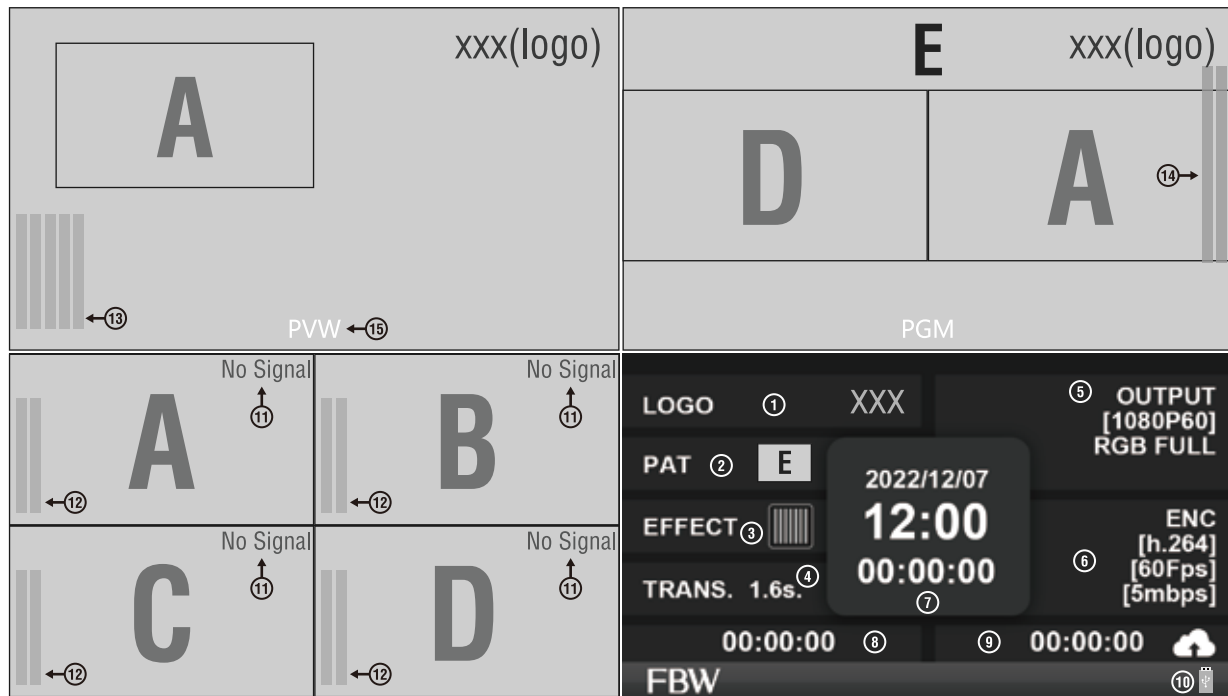 xxx(logo)
A
⑬
PVW ⑮
E xxx(logo)
D A
⑭
PGM
No Signal
⑪
A
⑫
No Signal
⑪
B
⑫
No Signal
⑪
C
⑫
No Signal
⑪
D
⑫
LOGO ① XXX
PAT ② E
EFFECT ③
TRANS. 1.6s. ④
2022/12/07
12:00
00:00:00
⑦
⑤ OUTPUT
[1080P60]
RGB FULL
ENC
[h.264]
⑥ [60Fps]
[5mbps]
00:00:00 ⑧
⑨ 00:00:00
FBW ⑩